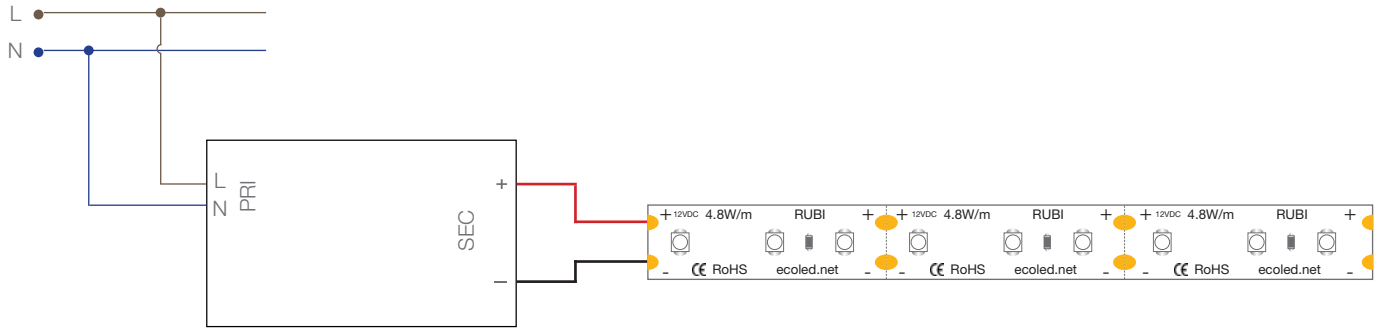 L
N
L
N
PRI
SEC
+
−
+ 12VDC 4.8W/m RUBI +
- CE RoHS ecoled.net -
+ 12VDC 4.8W/m RUBI +
- CE RoHS ecoled.net -
+ 12VDC 4.8W/m RUBI +
- CE RoHS ecoled.net -